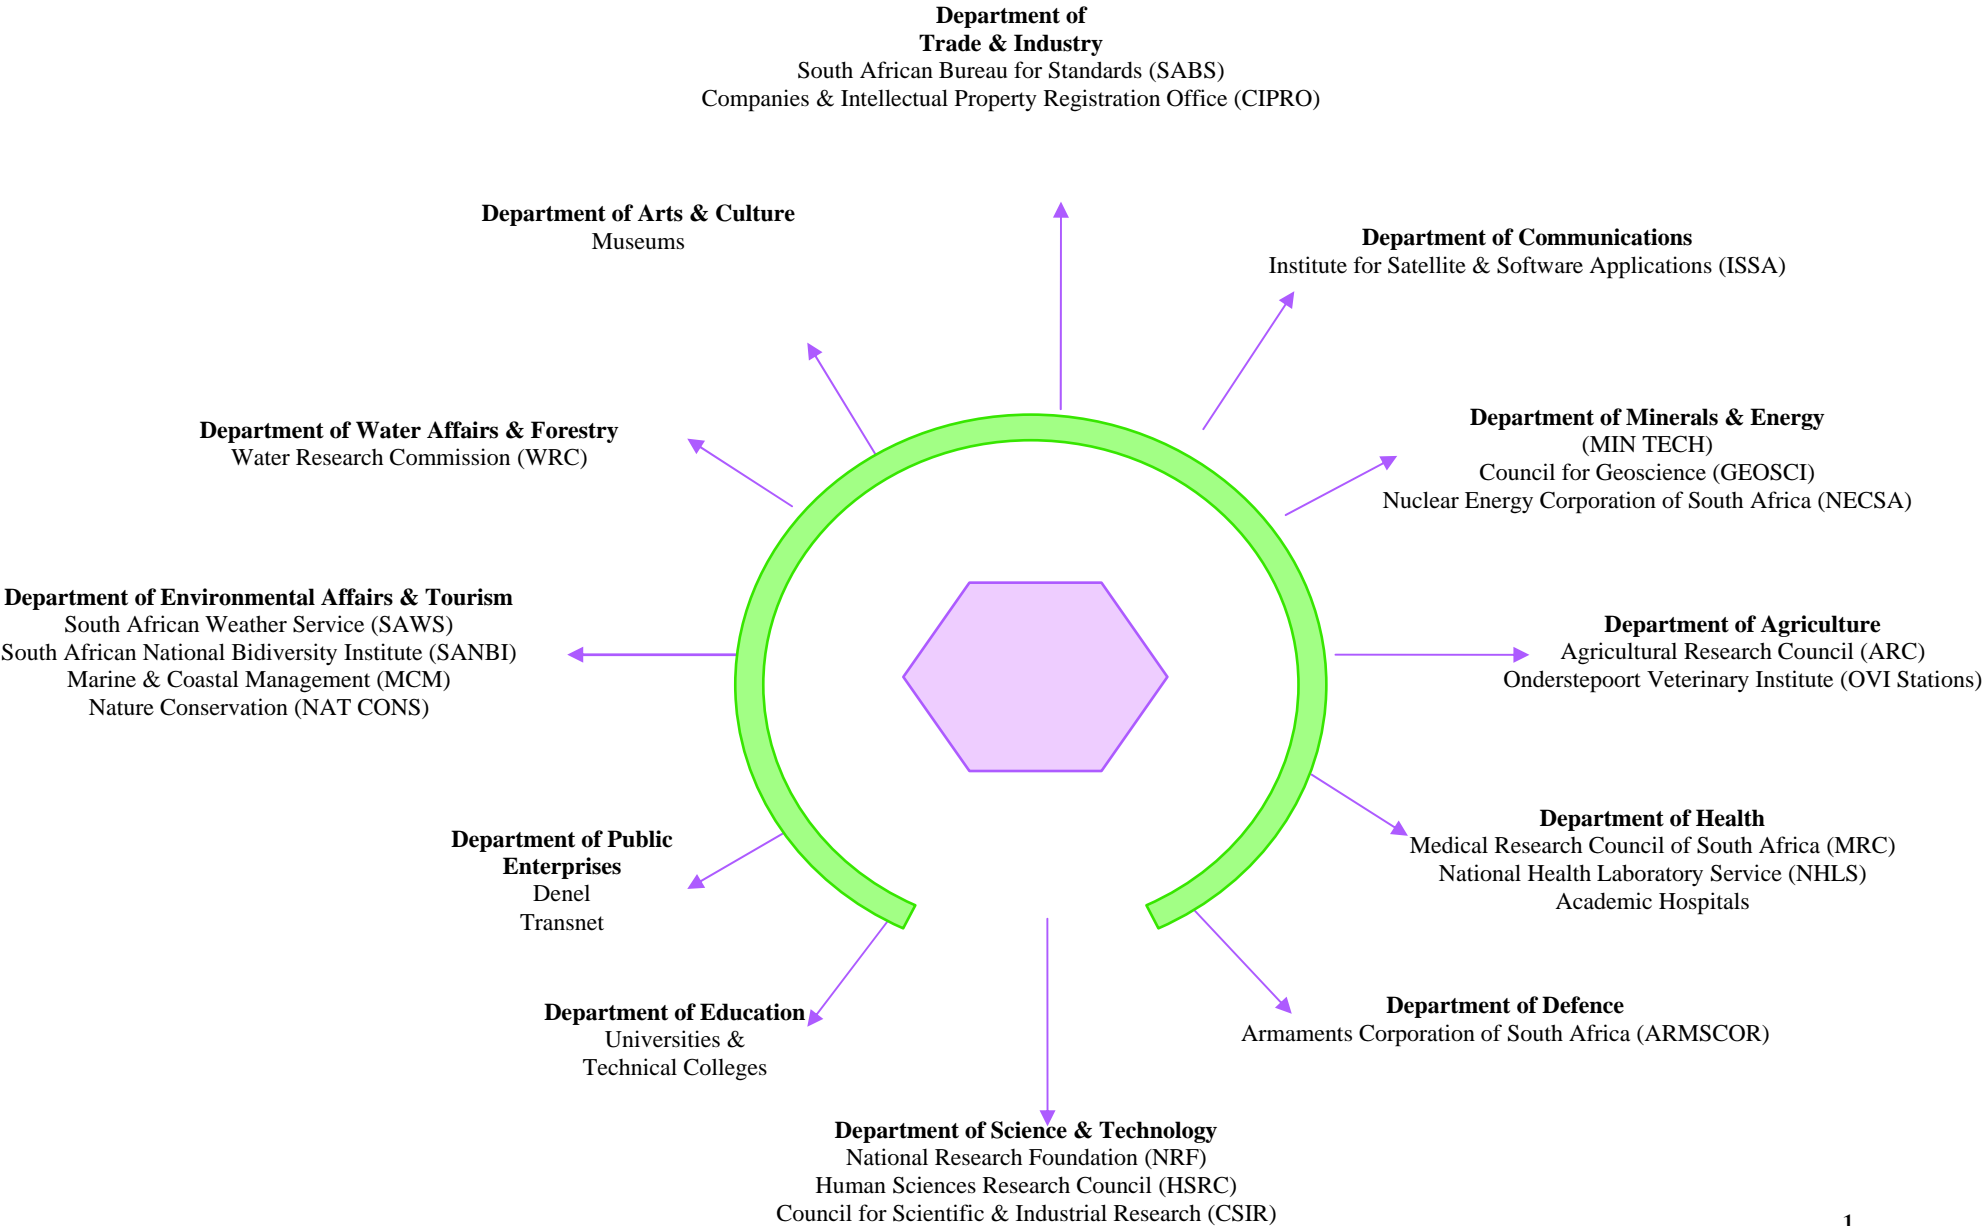 Department of
Trade & Industry
South African Bureau for Standards (SABS)
Companies & Intellectual Property Registration Office (CIPRO)
Department of Arts & Culture
Museums
Department of Communications
Institute for Satellite & Software Applications (ISSA)
Department of Water Affairs & Forestry
Water Research Commission (WRC)
Department of Minerals & Energy
(MIN TECH)
Council for Geoscience (GEOSCI)
Nuclear Energy Corporation of South Africa (NECSA)
Department of Environmental Affairs & Tourism
South African Weather Service (SAWS)
South African National Bidiversity Institute (SANBI)
Marine & Coastal Management (MCM)
Nature Conservation (NAT CONS)
Department of Agriculture
Agricultural Research Council (ARC)
Onderstepoort Veterinary Institute (OVI Stations)
Department of Public
Enterprises
Denel
Transnet
Department of Health
Medical Research Council of South Africa (MRC)
National Health Laboratory Service (NHLS)
Academic Hospitals
Department of Education
Universities &
Technical Colleges
Department of Defence
Armaments Corporation of South Africa (ARMSCOR)
Department of Science & Technology
National Research Foundation (NRF)
Human Sciences Research Council (HSRC)
Council for Scientific & Industrial Research (CSIR)
1